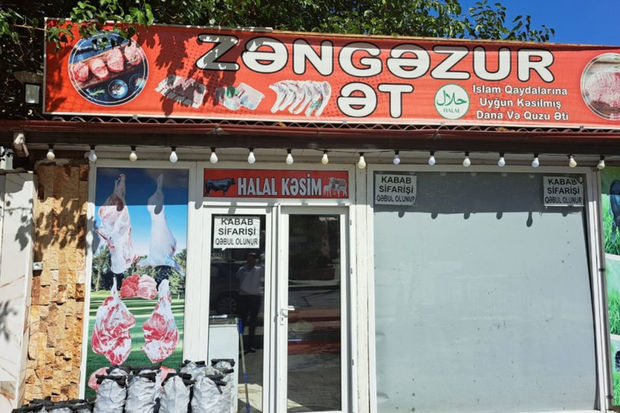 ZƏNGƏZUR
ƏT
حلال
HALAL
İslam Qaydalarına
Uyğun Kəsilmiş
Dana Və Quzu Əti
HALAL KƏSİM
KABAB
SİFARİŞİ
QƏBUL OLUNUR
KABAB
SİFARİŞİ
QƏBUL OLUNUR
KABAB
SİFARİŞİ
QƏBUL OLUNUR